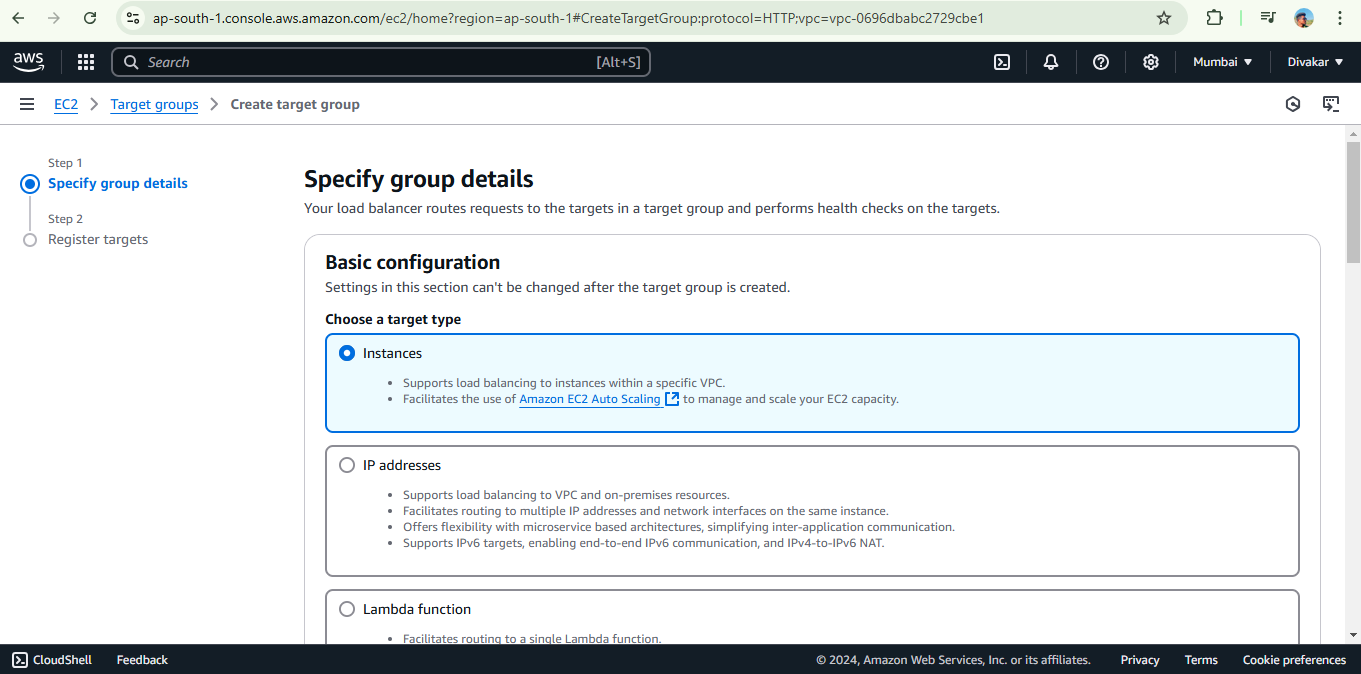 ap-south-1.console.aws.amazon.com/ec2/home?region=ap-south-1#CreateTargetGroup:protocol=HTTP;vpc=vpc-0696dbabc2729cbe1
aws Search [Alt+S] Mumbai ▼ Divakar ▼
EC2 > Target groups > Create target group
Step 1
Specify group details
Step 2
Register targets
Specify group details
Your load balancer routes requests to the targets in a target group and performs health checks on the targets.
Basic configuration
Settings in this section can't be changed after the target group is created.
Choose a target type
Instances
• Supports load balancing to instances within a specific VPC.
• Facilitates the use of Amazon EC2 Auto Scaling to manage and scale your EC2 capacity.
IP addresses
• Supports load balancing to VPC and on-premises resources.
• Facilitates routing to multiple IP addresses and network interfaces on the same instance.
• Offers flexibility with microservice based architectures, simplifying inter-application communication.
• Supports IPv6 targets, enabling end-to-end IPv6 communication, and IPv4-to-IPv6 NAT.
Lambda function
• Facilitates routing to a single Lambda function.
CloudShell Feedback © 2024, Amazon Web Services, Inc. or its affiliates. Privacy Terms Cookie preferences